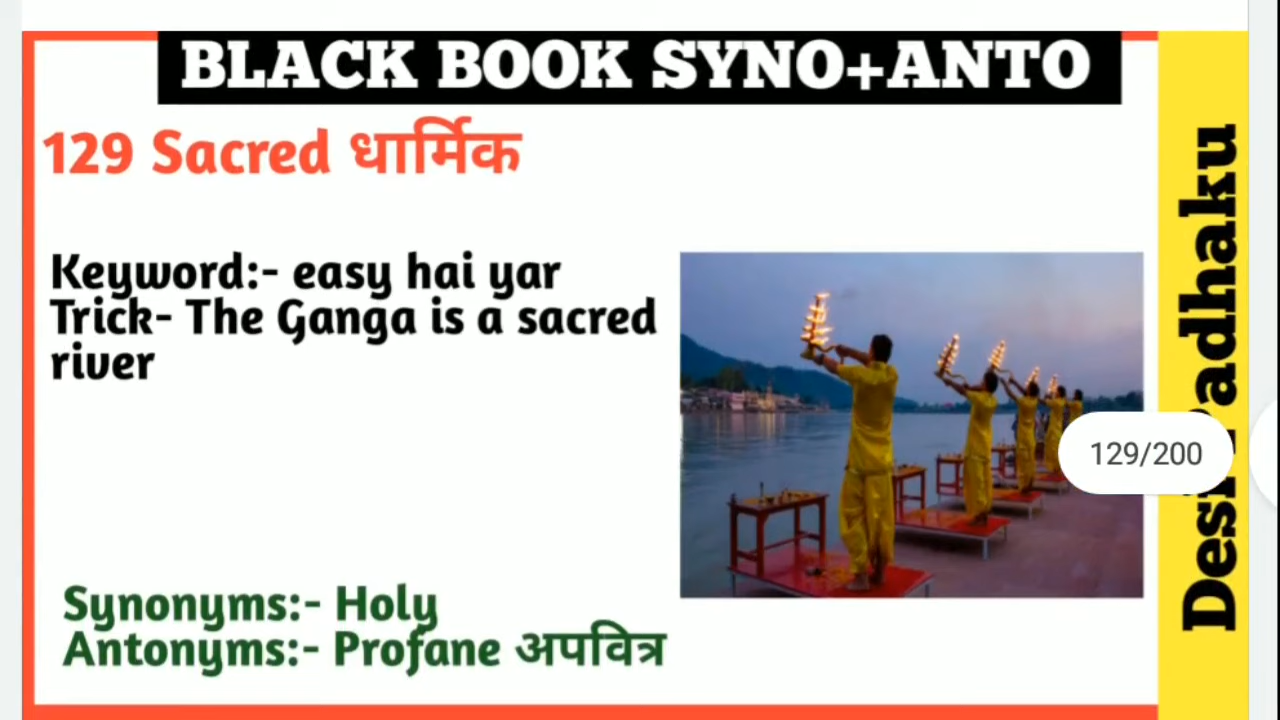 BLACK BOOK SYNO+ANTO
129 Sacred धार्मिक
Keyword:- easy hai yar
Trick- The Ganga is a sacred
river
Synonyms:- Holy
Antonyms:- Profane अपवित्र
129/200
Desi Padhaku